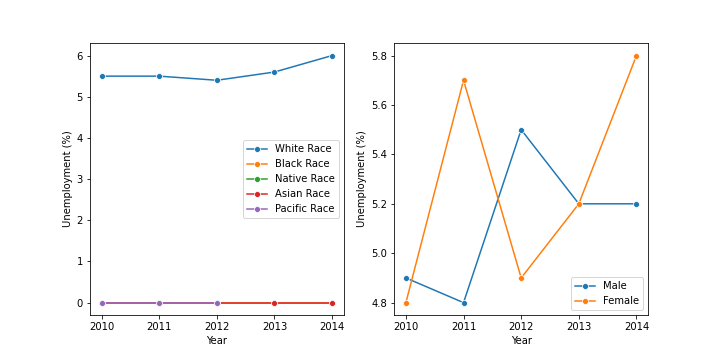 6
5
4
3
2
1
0
Unemployment (%)
2010 2011 2012 2013 2014
Year
White Race
Black Race
Native Race
Asian Race
Pacific Race
5.8
5.6
5.4
5.2
5.0
4.8
Unemployment (%)
2010 2011 2012 2013 2014
Year
Male
Female